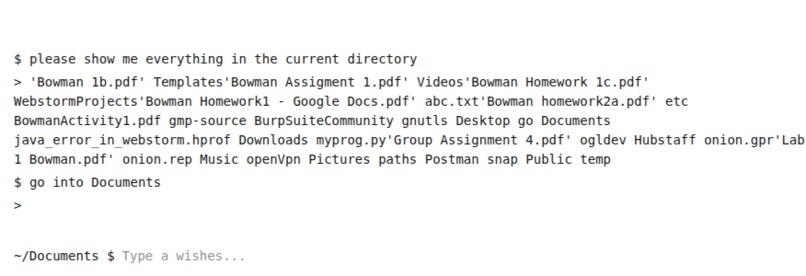 $ please show me everything in the current directory
> 'Bowman 1b.pdf' Templates'Bowman Assigment 1.pdf' Videos'Bowman Homework 1c.pdf'
WebstormProjects'Bowman Homework1 - Google Docs.pdf' abc.txt'Bowman homework2a.pdf' etc
BowmanActivity1.pdf gmp-source BurpSuiteCommunity gnutls Desktop go Documents
java_error_in_webstorm.hprof Downloads myprog.py'Group Assignment 4.pdf' ogldev Hubstaff onion.gpr'Lab
1 Bowman.pdf' onion.rep Music openVpn Pictures paths Postman snap Public temp
$ go into Documents
>
~/Documents $ Type a wishes...